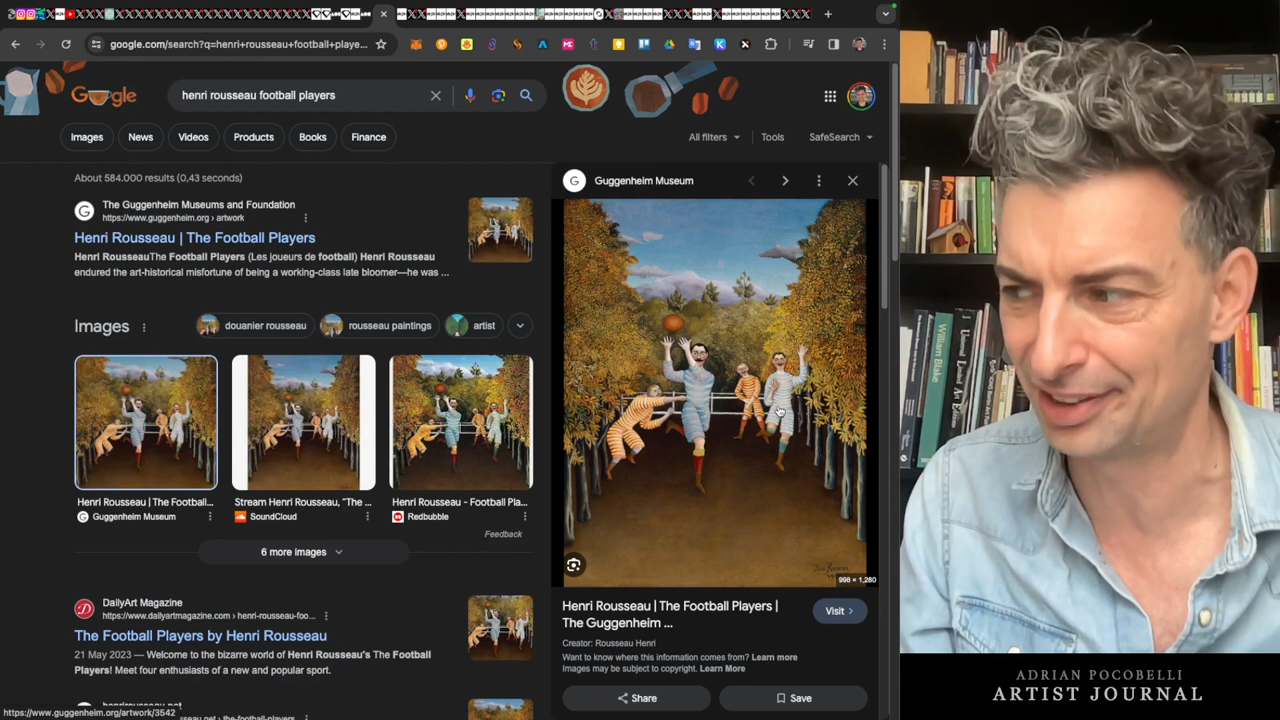 google.com/search?q=henri+rousseau+football+playe...
Google
henri rousseau football players
Images
News
Videos
Products
Books
Finance
All filters
Tools
SafeSearch
About 584.000 results (0,43 seconds)
The Guggenheim Museums and Foundation
https://www.guggenheim.org › artwork
Henri Rousseau | The Football Players
Henri RousseauThe Football Players (Les joueurs de football) Henri Rousseau
endured the art-historical misfortune of being a working-class late bloomer—he was ...
Images
douanier rousseau
rousseau paintings
artist
Henri Rousseau | The Football...
Guggenheim Museum
Stream Henri Rousseau, "The ...
SoundCloud
Henri Rousseau - Football Pla...
Redbubble
Feedback
6 more images
DailyArt Magazine
https://www.dailyartmagazine.com › henri-rousseau-foo...
The Football Players by Henri Rousseau
21 May 2023 — Welcome to the bizarre world of Henri Rousseau's The Football
Players! Meet four enthusiasts of a new and popular sport.
https://www.guggenheim.org/artwork/3542
G
Guggenheim Museum
998 × 1,280
Henri Rousseau | The Football Players |
The Guggenheim ...
Visit
Creator: Rousseau Henri
Want to know where this information comes from? Learn more
Images may be subject to copyright. Learn More
Share
Save
William Blake
ADRIAN POCOBELLI
ARTIST JOURNAL